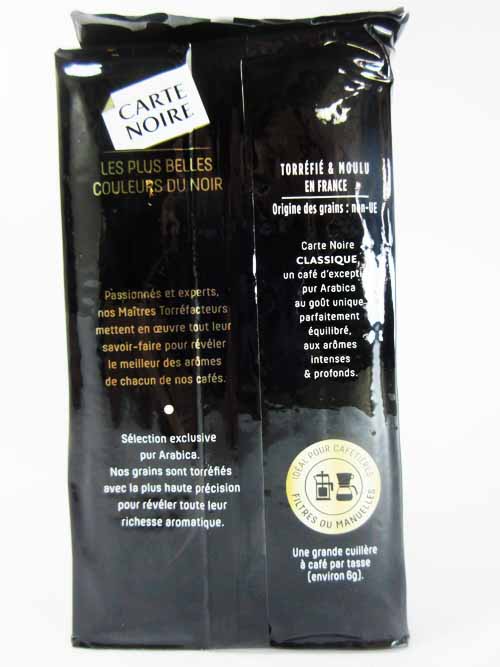 CARTE
NOIRE
LES PLUS BELLES
COULEURS DU NOIR
Passionnés et experts,
nos Maîtres Torréfacteurs
mettent en œuvre tout leur
savoir-faire pour révéler
le meilleur des arômes
de chacun de nos cafés.
Sélection exclusive
pur Arabica.
Nos grains sont torréfiés
avec la plus haute précision
pour révéler toute leur
richesse aromatique.
TORRÉFIÉ & MOULU
EN FRANCE
Origine des grains : non-UE
Carte Noire
CLASSIQUE,
un café d'excepti
pur Arabica
au goût unique
parfaitement
équilibré,
aux arômes
intenses
& profonds.
IDÉAL POUR CAFETIÈRES
FILTRES OU MANUELLES
Une grande cuillère
à café par tasse
(environ 6g).